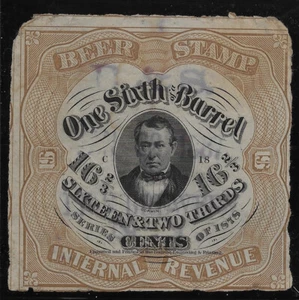 BEER STAMP
One Sixth Barrel
C 18
16 2/3 16 2/3
SIXTEEN & TWO THIRDS
CENTS
SERIES OF 1878
INTERNAL REVENUE